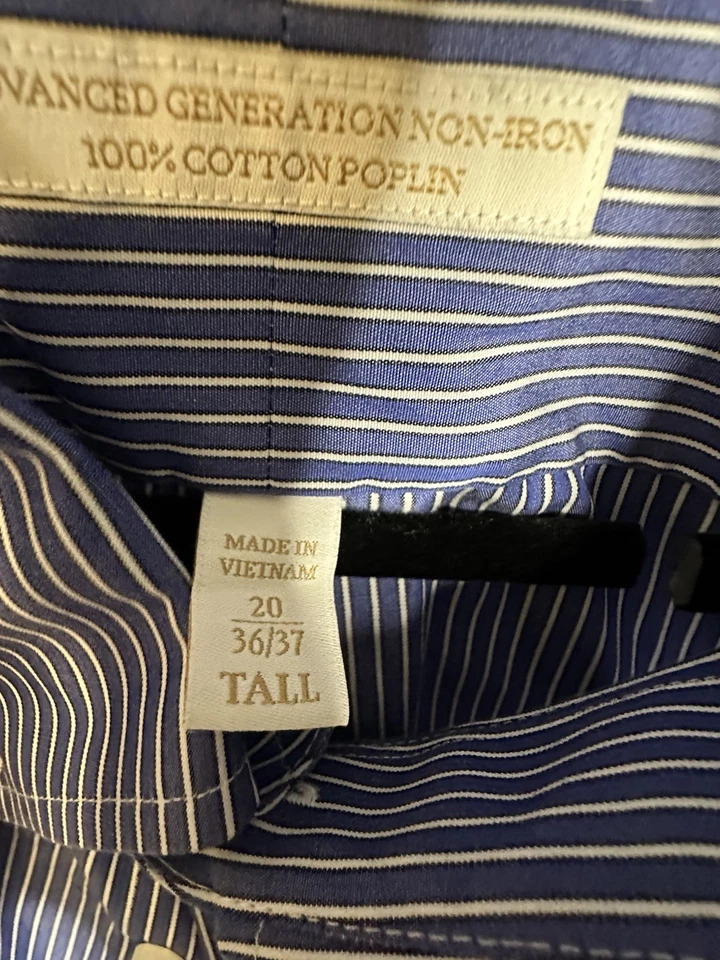 VANCED GENERATION NON-IRON
100% COTTON POPLIN
MADE IN
VIETNAM
20
36/37
TALL